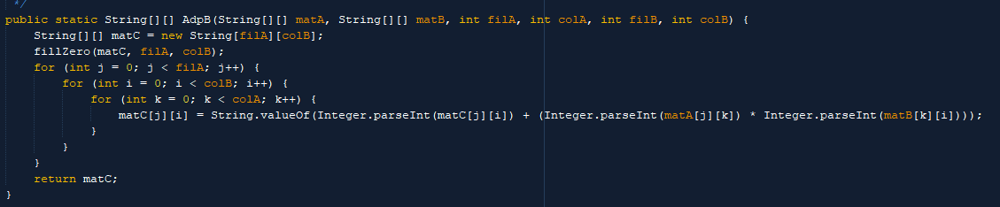 */
public static String[][] AdpB(String[][] matA, String[][] matB, int filA, int colA, int filB, int colB) {
    String[][] matC = new String[filA][colB];
    fillZero(matC, filA, colB);
    for (int j = 0; j < filA; j++) {
        for (int i = 0; i < colB; i++) {
            for (int k = 0; k < colA; k++) {
                matC[j][i] = String.valueOf(Integer.parseInt(matC[j][i]) + (Integer.parseInt(matA[j][k]) * Integer.parseInt(matB[k][i])));
            }
        }
    }
    return matC;
}